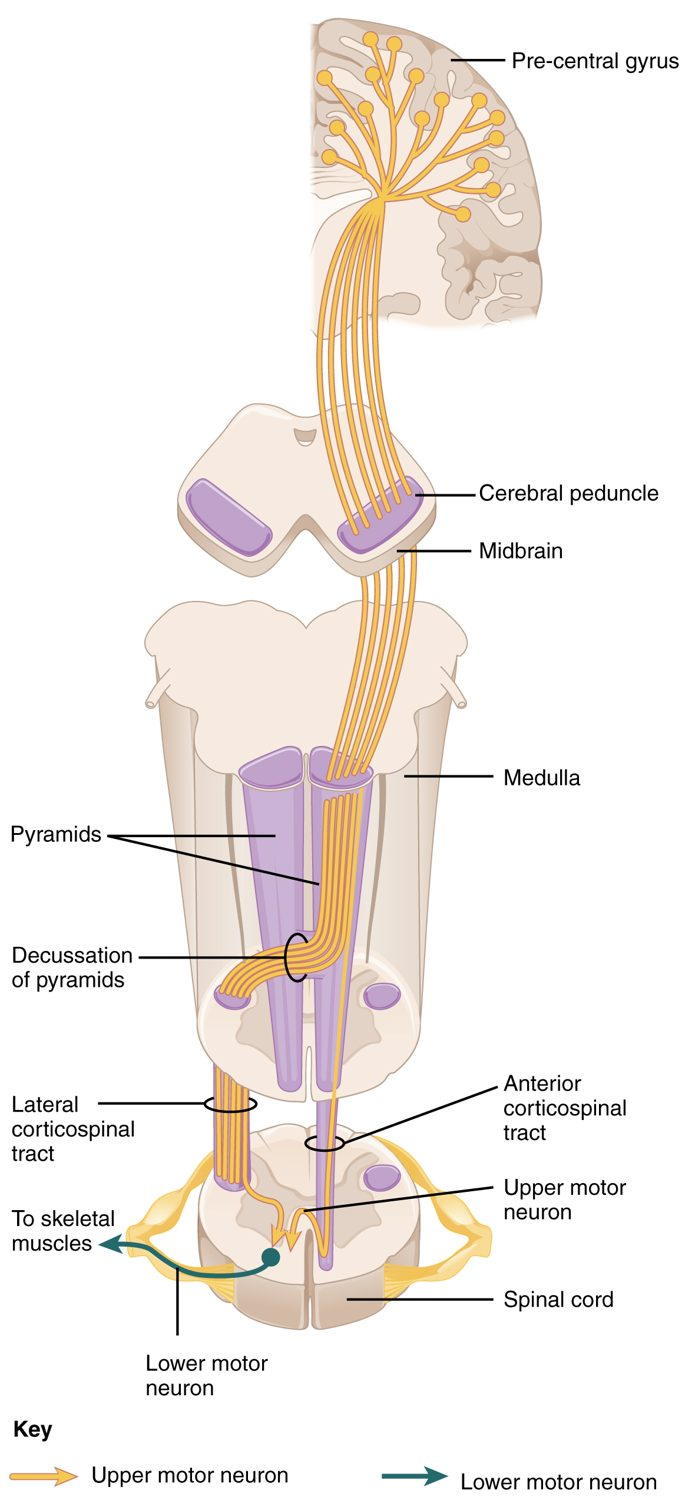 Pre-central gyrus
Cerebral peduncle
Midbrain
Medulla
Pyramids
Decussation
of pyramids
Anterior
corticospinal
tract
Lateral
corticospinal
tract
Upper motor
neuron
To skeletal
muscles
Spinal cord
Lower motor
neuron
Key
Upper motor neuron
Lower motor neuron